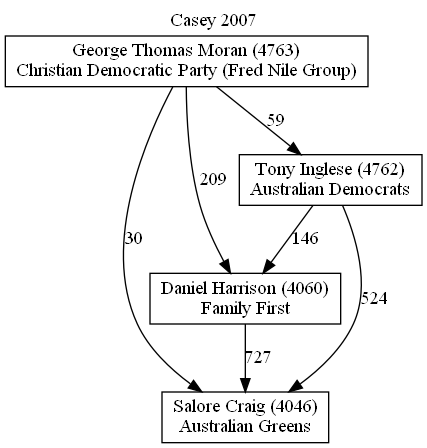 Casey 2007
George Thomas Moran (4763)
Christian Democratic Party (Fred Nile Group)
59
Tony Inglese (4762)
Australian Democrats
209
30
146
Daniel Harrison (4060)
Family First
524
727
Salore Craig (4046)
Australian Greens